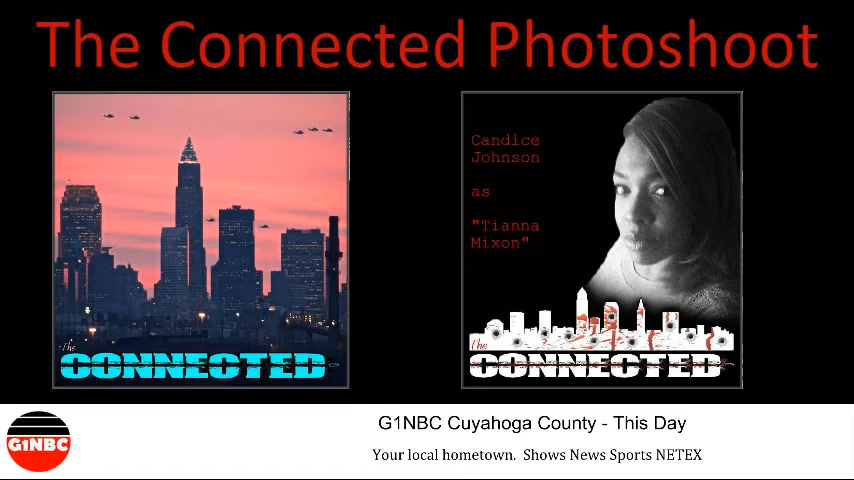 The Connected Photoshoot
The
CONNECTED
Candice
Johnson
as
"Tianna
Mixon"
The
CONNECTED
G1NBC
G1NBC Cuyahoga County - This Day
Your local hometown. Shows News Sports NETEX